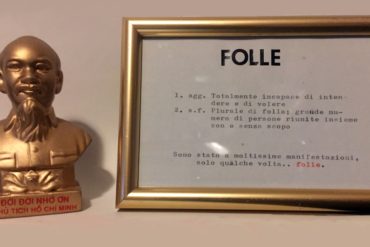 FOLLE
1. agg. Totalmente incapace di inten-
dere e di volere
2. s.f. Plurale di folla; grande nu-
mero di persone riunite insieme
con e senza scopo
Sono stato a moltissime manifestazioni,
solo qualche volta.. folle.
ĐỜI ĐỜI NHỚ ƠN
CHỦ TỊCH HỒ CHÍ MINH